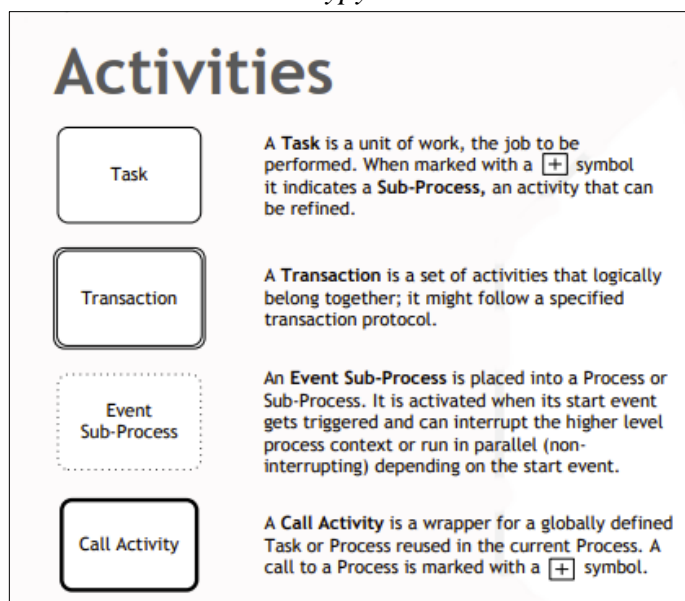 Activities
Task
A Task is a unit of work, the job to be
performed. When marked with a + symbol
it indicates a Sub-Process, an activity that can
be refined.
Transaction
A Transaction is a set of activities that logically
belong together; it might follow a specified
transaction protocol.
Event
Sub-Process
An Event Sub-Process is placed into a Process or
Sub-Process. It is activated when its start event
gets triggered and can interrupt the higher level
process context or run in parallel (non-
interrupting) depending on the start event.
Call Activity
A Call Activity is a wrapper for a globally defined
Task or Process reused in the current Process. A
call to a Process is marked with a + symbol.